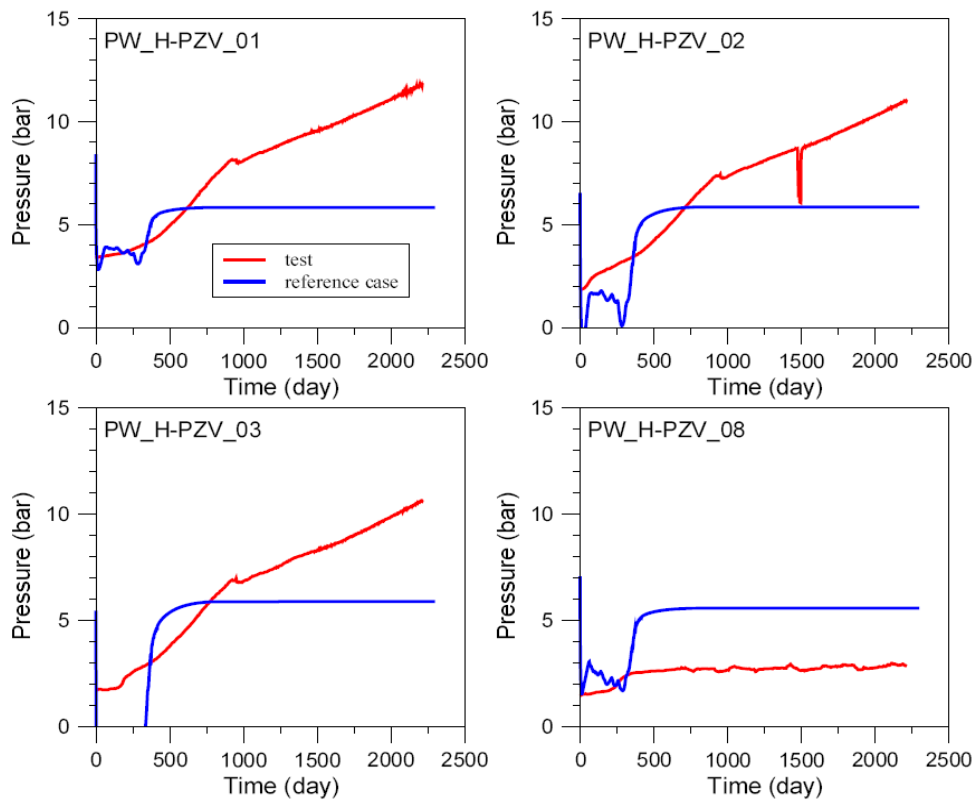 15
PW_H-PZV_01
10
Pressure (bar)
5
test
reference case
0
0 500 1000 1500 2000 2500
Time (day)
15
PW_H-PZV_02
10
Pressure (bar)
5
0
0 500 1000 1500 2000 2500
Time (day)
15
PW_H-PZV_03
10
Pressure (bar)
5
0
0 500 1000 1500 2000 2500
Time (day)
15
PW_H-PZV_08
10
Pressure (bar)
5
0
0 500 1000 1500 2000 2500
Time (day)